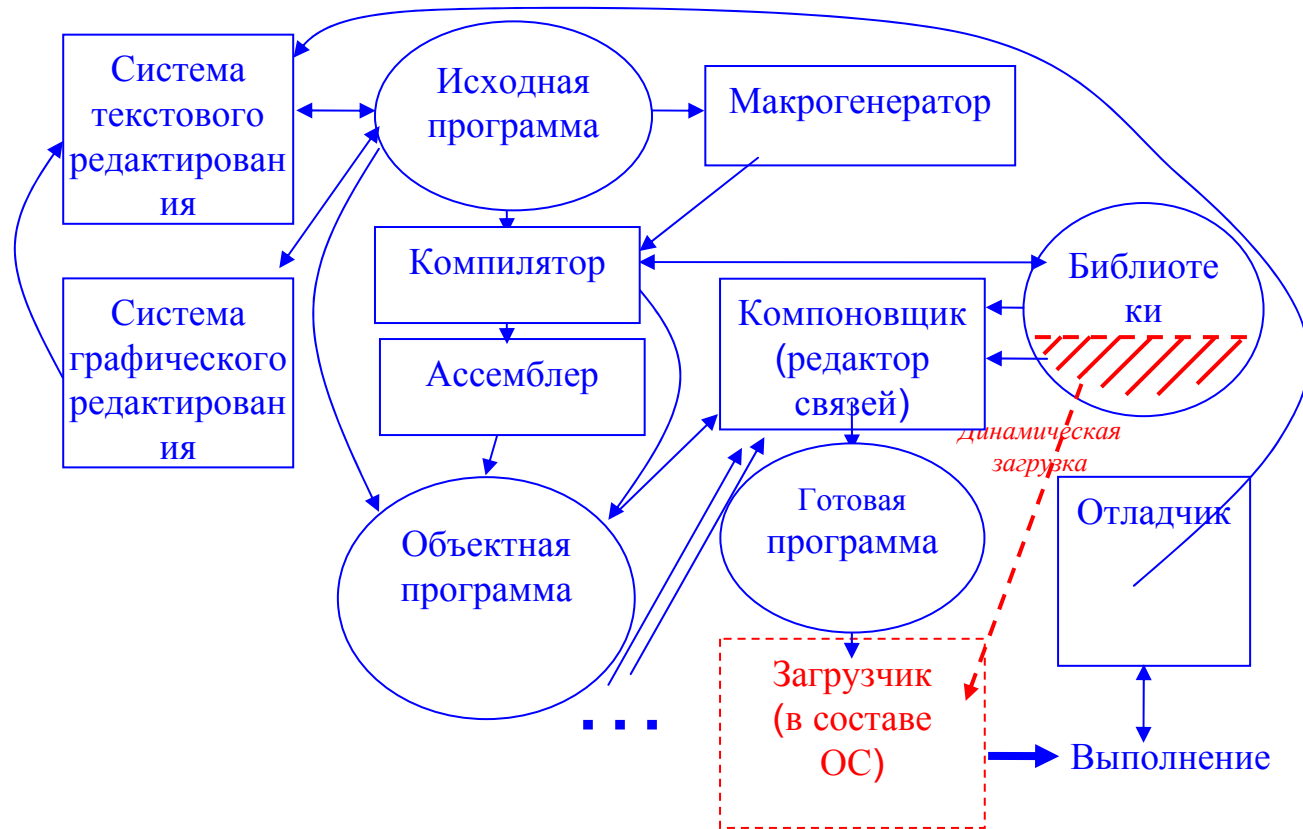 Система
текстового
редактирован
ия
Исходная
программа
Макрогенератор
Компилятор
Библиоте
ки
Система
графического
редактирован
ия
Ассемблер
Компоновщик
(редактор
связей)
Динамическая
загрузка
Объектная
программа
Готовая
программа
Отладчик
. . .
Загрузчик
(в составе
ОС)
Выполнение